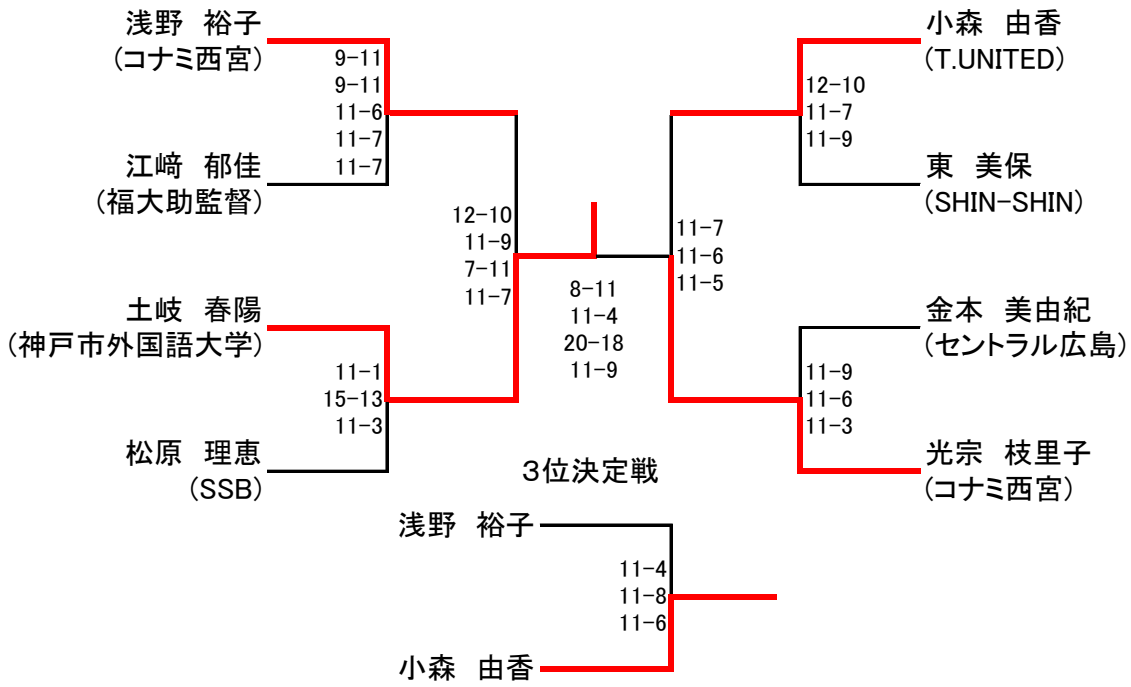 浅野　裕子
(コナミ西宮)
9-11
9-11
11-6
11-7
11-7
江﨑　郁佳
(福大助監督)
12-10
11-9
7-11
11-7
土岐　春陽
(神戸市外国語大学)
11-1
15-13
11-3
松原　理恵
(SSB)
8-11
11-4
20-18
11-9
小森　由香
(T.UNITED)
12-10
11-7
11-9
東　美保
(SHIN-SHIN)
11-7
11-6
11-5
金本　美由紀
(セントラル広島)
11-9
11-6
11-3
光宗　枝里子
(コナミ西宮)
３位決定戦
浅野　裕子
11-4
11-8
11-6
小森　由香